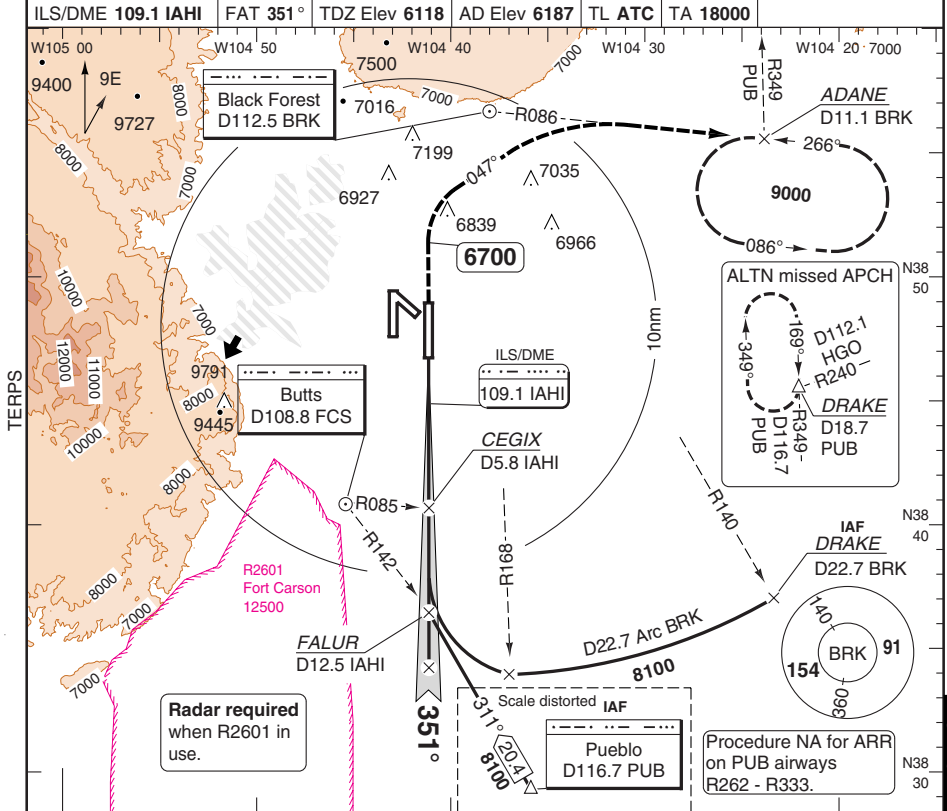 ILS/DME 109.1 IAHI FAT 351° TDZ Elev 6118 AD Elev 6187 TL ATC TA 18000
W105 00 W104 50 W104 40 W104 30 W104 20 7000
9400
9E
9727
8000
7500
7000
7000
R349
PUB
Black Forest
D112.5 BRK
7016
R086
ADANE
D11.1 BRK
7199
266°
8000
7000
6927
047°
7035
9000
6839
6966
086°
6700
N38
50
ALTN missed APCH
10000
7000
10nm
349°
169°
D112.1
HGO
R240
DRAKE
D18.7
PUB
R349
D116.7
PUB
TERPS
12000
11000
9791
8000
9445
10000
Butts
D108.8 FCS
ILS/DME
109.1 IAHI
CEGIX
D5.8 IAHI
8000
R085
R142
R168
R140
N38
40
IAF
DRAKE
D22.7 BRK
R2601
Fort Carson
12500
8000
7000
FALUR
D12.5 IAHI
D22.7 Arc BRK
8100
140
BRK
91
154
360
7000
Radar required
when R2601 in
use.
351°
Scale distorted IAF
311°
20.4
8100
Pueblo
D116.7 PUB
Procedure NA for ARR
on PUB airways
R262 - R333.
N38
30